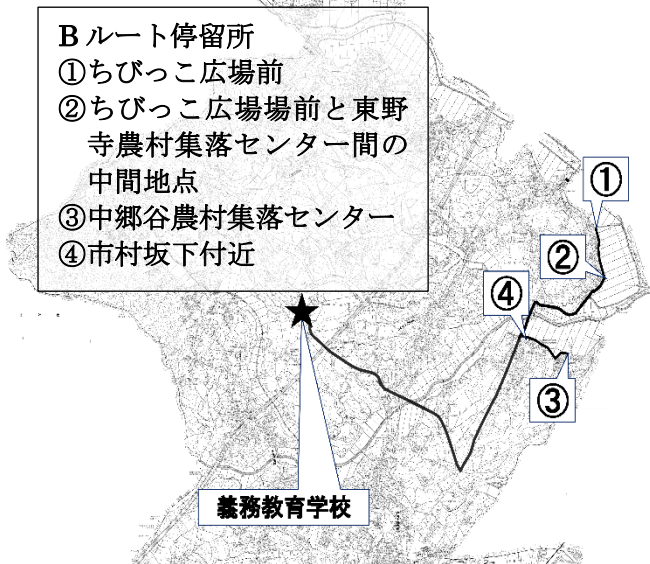 Bルート停留所
①ちびっこ広場前
②ちびっこ広場場前と東野
寺農村集落センター間の
中間地点
③中郷谷農村集落センター
④市村坂下付近
①
②
④
③
義務教育学校